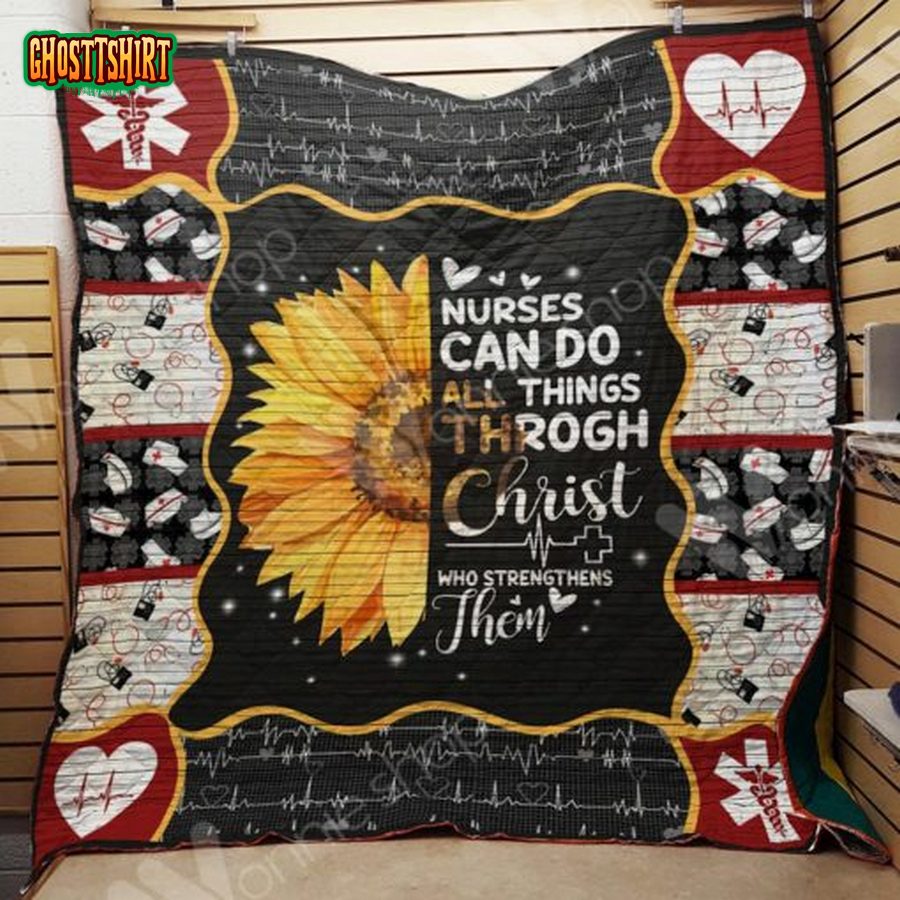 GHOSTTSHIRT
NURSES
CAN DO
ALL THINGS
THROGH
Christ
WHO STRENGTHENS
Them